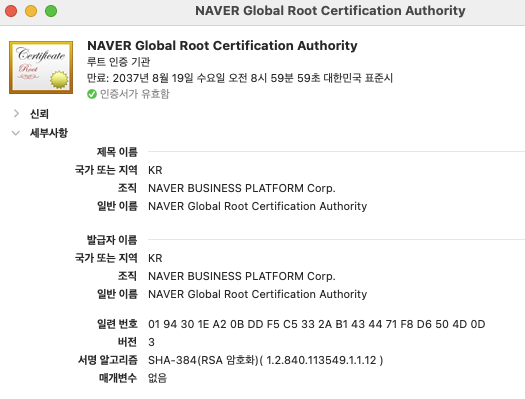 NAVER Global Root Certification Authority
NAVER Global Root Certification Authority
루트 인증 기관
만료: 2037년 8월 19일 수요일 오전 8시 59분 59초 대한민국 표준시
인증서가 유효함
신뢰
세부사항
제목 이름
국가 또는 지역 KR
조직 NAVER BUSINESS PLATFORM Corp.
일반 이름 NAVER Global Root Certification Authority
발급자 이름
국가 또는 지역 KR
조직 NAVER BUSINESS PLATFORM Corp.
일반 이름 NAVER Global Root Certification Authority
일련 번호 01 94 30 1E A2 0B DD F5 C5 33 2A B1 43 44 71 F8 D6 50 4D 0D
버전 3
서명 알고리즘 SHA-384(RSA 암호화)( 1.2.840.113549.1.1.12 )
매개변수 없음
Certificate
Root